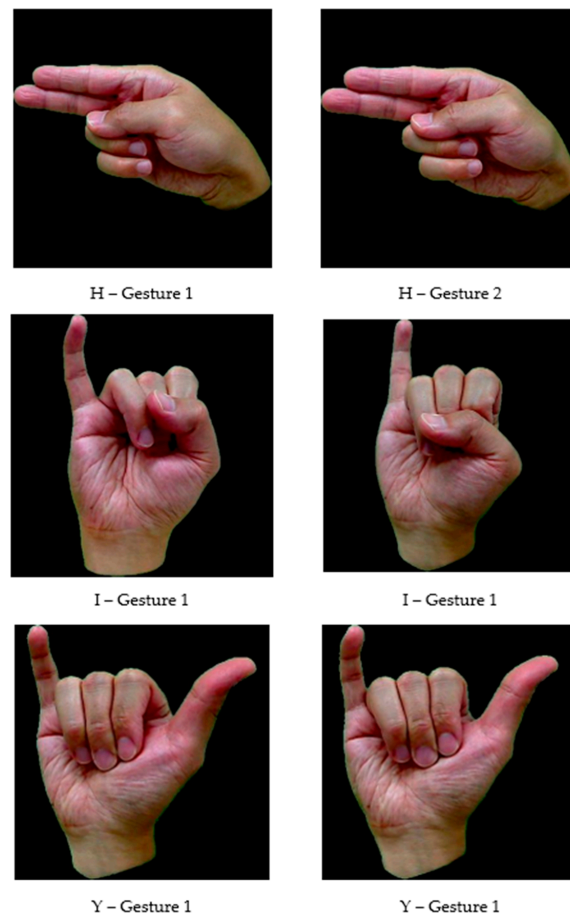 H – Gesture 1
H – Gesture 2
I – Gesture 1
I – Gesture 1
Y – Gesture 1
Y – Gesture 1